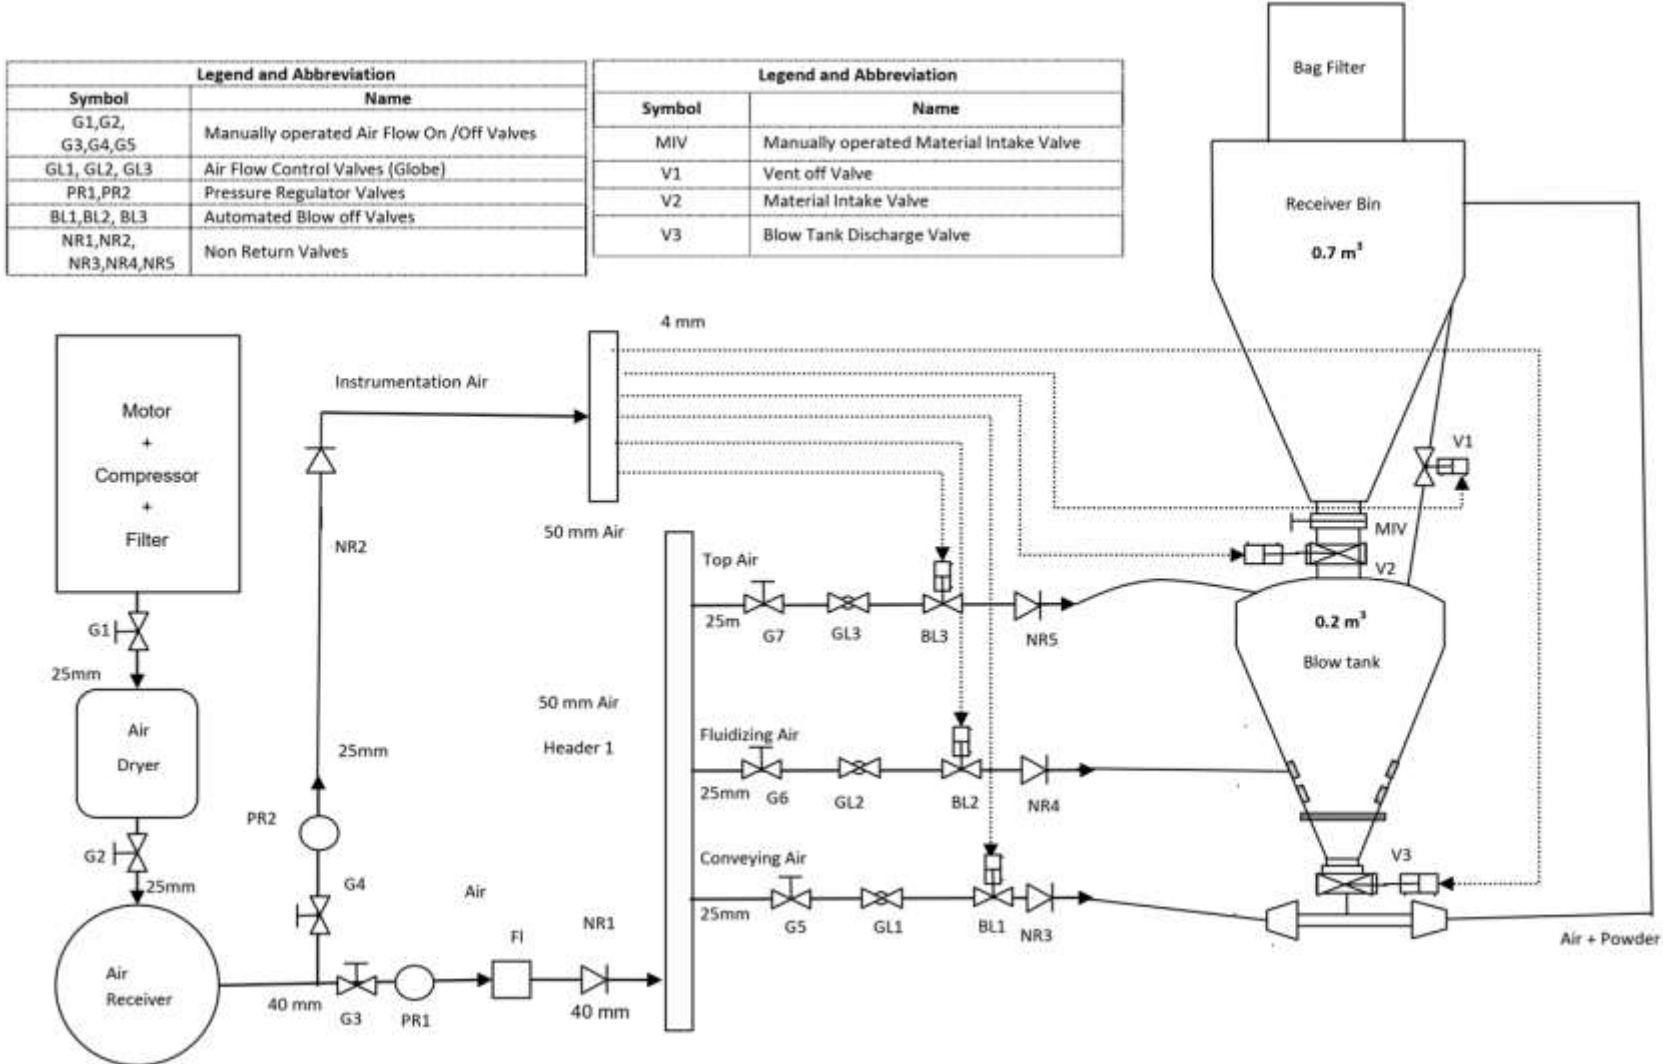 Legend and Abbreviation
Symbol Name
G1,G2,
G3,G4,G5 Manually operated Air Flow On /Off Valves
GL1, GL2, GL3 Air Flow Control Valves (Globe)
PR1,PR2 Pressure Regulator Valves
BL1,BL2, BL3 Automated Blow off Valves
NR1,NR2,
NR3,NR4,NR5 Non Return Valves
Legend and Abbreviation
Symbol Name
MIV Manually operated Material Intake Valve
V1 Vent off Valve
V2 Material Intake Valve
V3 Blow Tank Discharge Valve
Bag Filter
Receiver Bin
0.7 m³
4 mm
Instrumentation Air
Motor
+
Compressor
+
Filter
V1
MIV
V2
50 mm Air
NR2
Top Air
25m
G7
GL3
BL3
NR5
0.2 m³
Blow tank
G1
25mm
Air
Dryer
50 mm Air
Header 1
25mm
Fluidizing Air
25mm
G6
GL2
BL2
NR4
PR2
G2
25mm
G4
Air
Conveying Air
25mm
G5
GL1
BL1
NR3
V3
Air + Powder
FI
NR1
Air
Receiver
40 mm
G3
PR1
40 mm